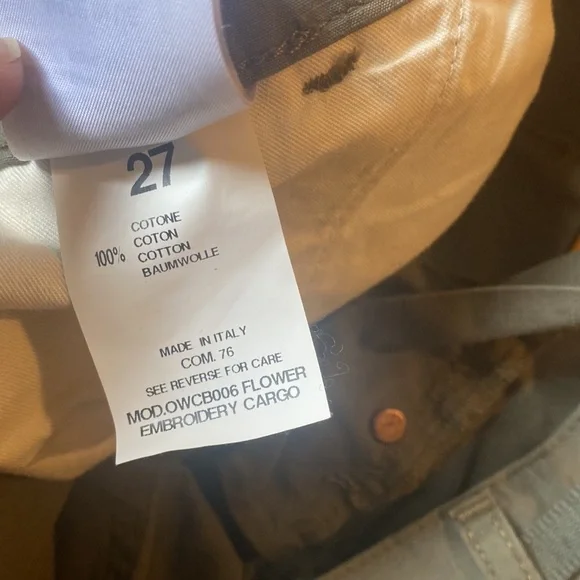 27
COTONE
COTON
100% COTTON
BAUMWOLLE
MADE IN ITALY
COM. 76
SEE REVERSE FOR CARE
MOD.OWCB006 FLOWER
EMBROIDERY CARGO